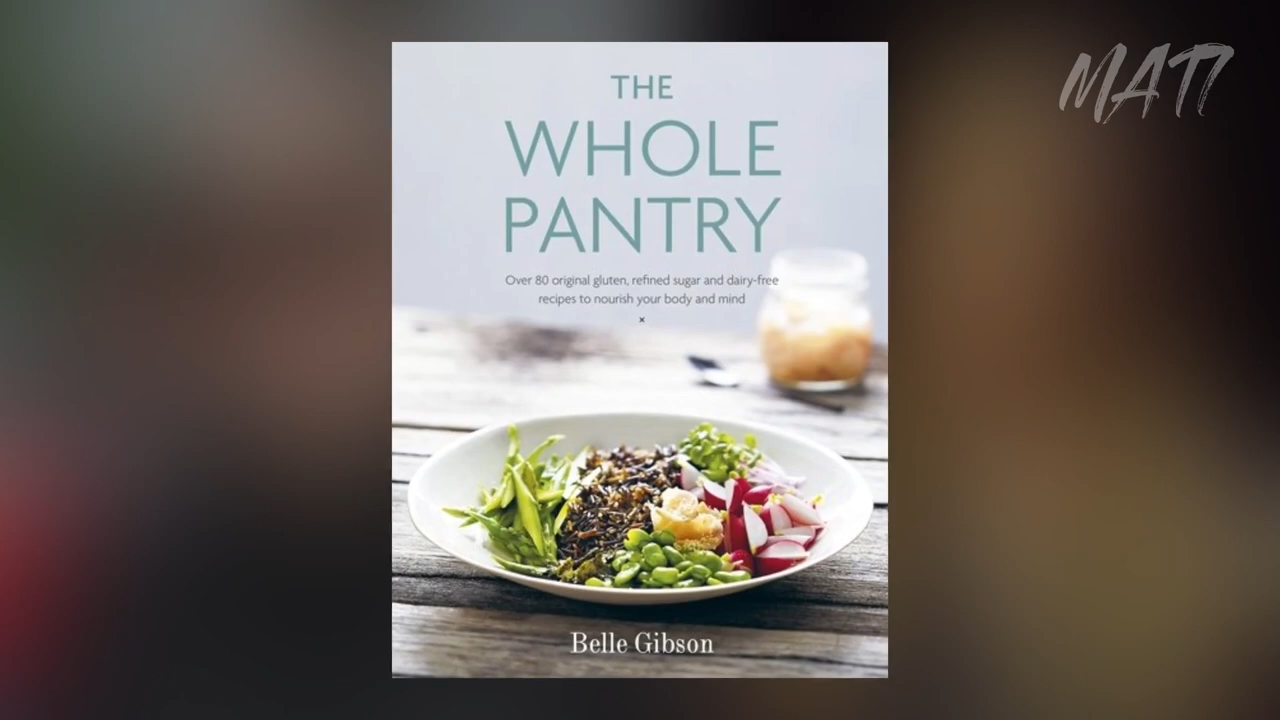 MATI
THE
WHOLE
PANTRY
Over 80 original gluten, refined sugar and dairy-free
recipes to nourish your body and mind
×
Belle Gibson